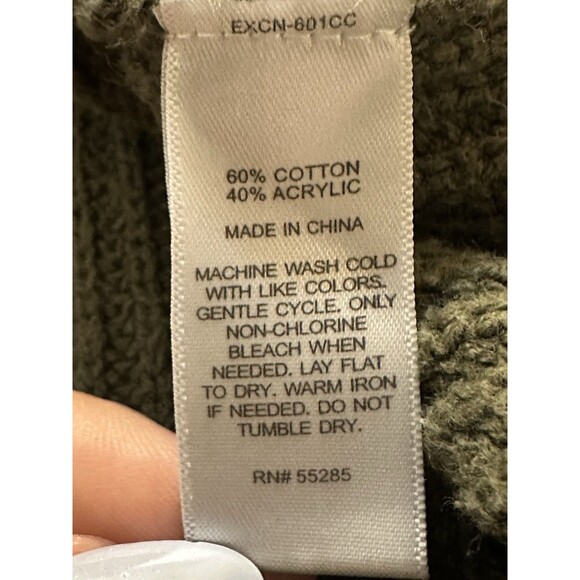 EXCN-601CC
60% COTTON
40% ACRYLIC
MADE IN CHINA
MACHINE WASH COLD
WITH LIKE COLORS.
GENTLE CYCLE. ONLY
NON-CHLORINE
BLEACH WHEN
NEEDED. LAY FLAT
TO DRY. WARM IRON
IF NEEDED. DO NOT
TUMBLE DRY.
RN# 55285